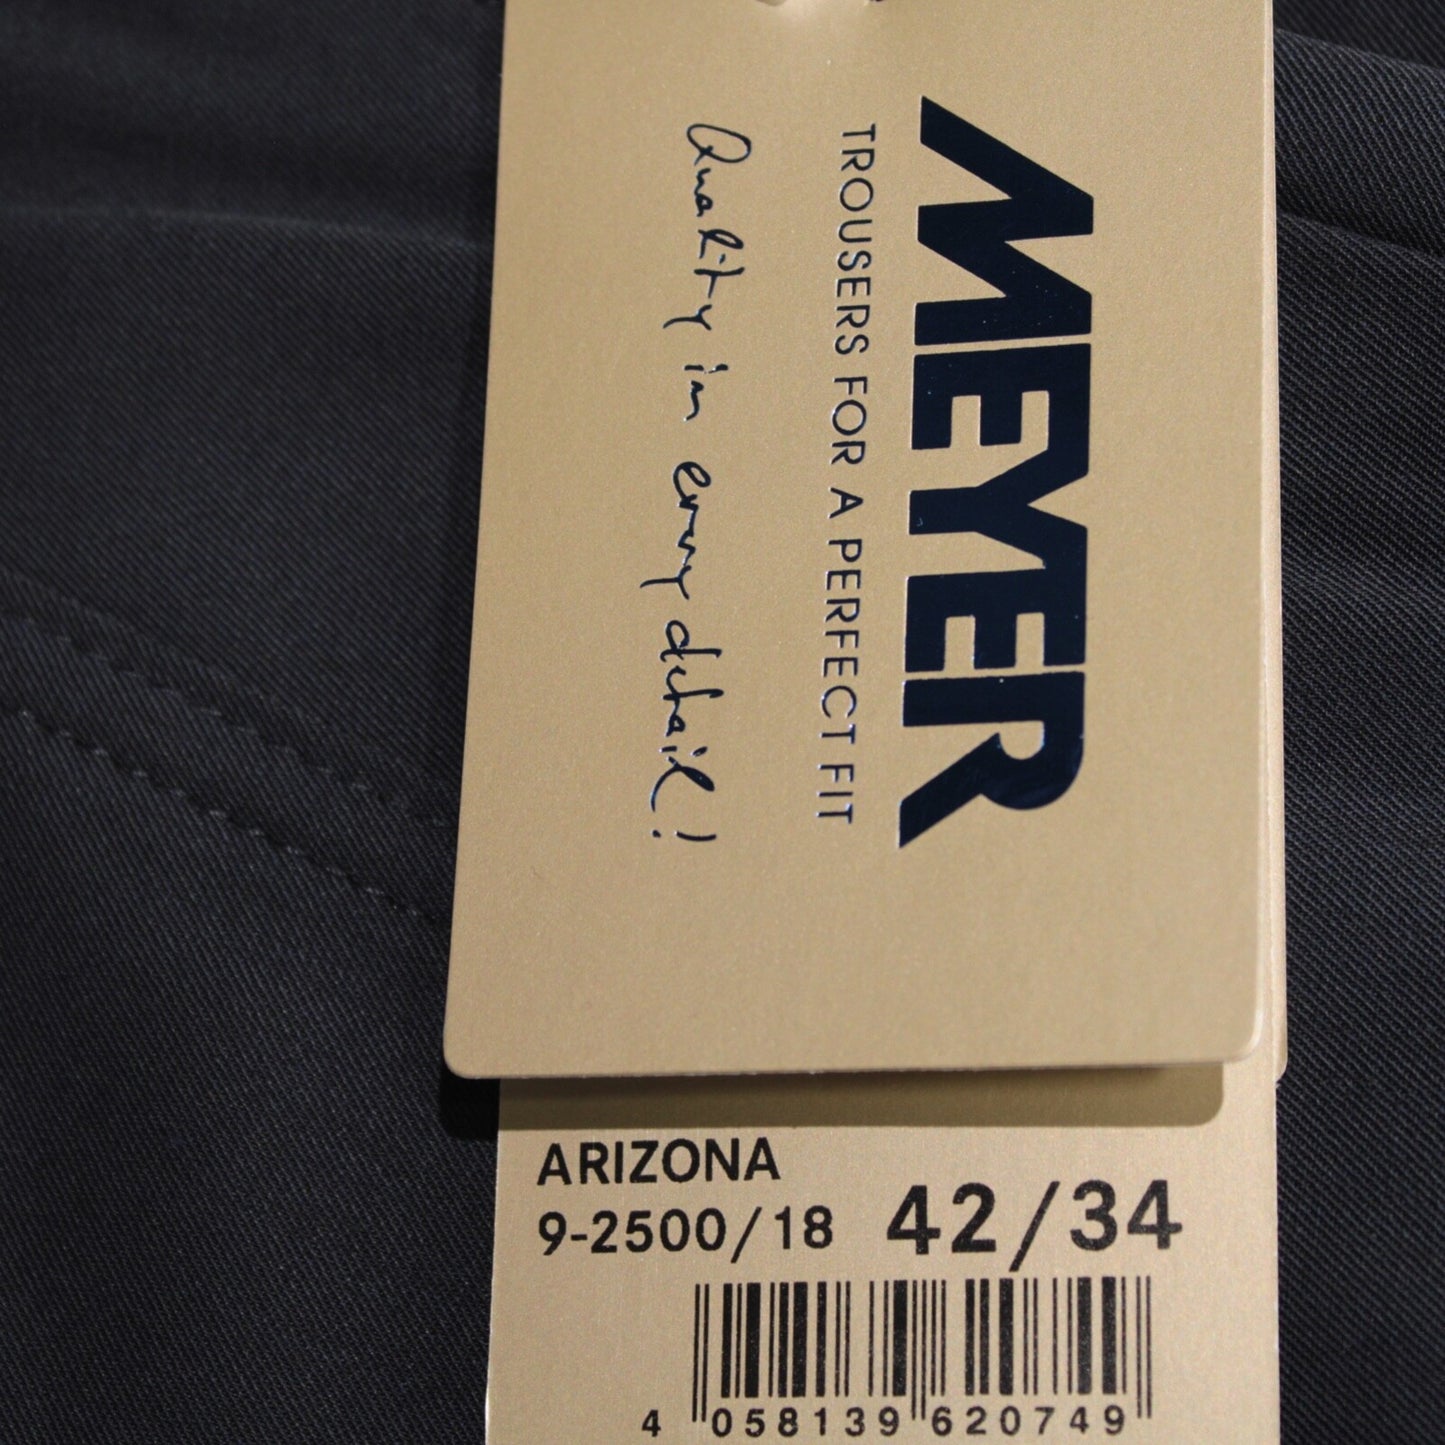 MEYER
TROUSERS FOR A PERFECT FIT
Quality in every detail!
ARIZONA
9-2500/18 42/34
4 058139 620749